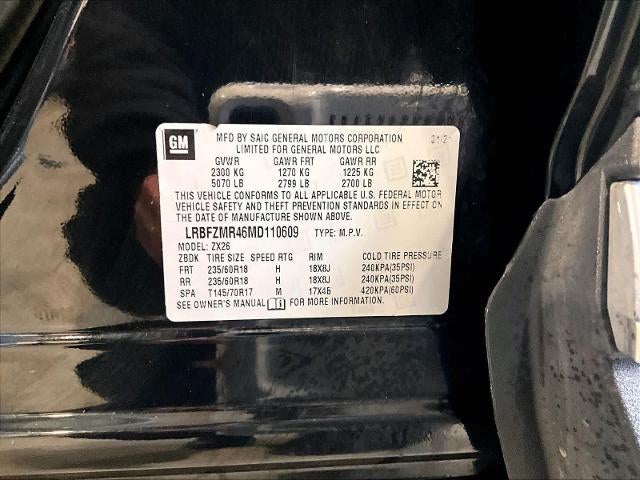 GM
MFD BY SAIC GENERAL MOTORS CORPORATION 01/21
LIMITED FOR GENERAL MOTORS LLC
GVWR GAWR FRT GAWR RR
2300 KG 1270 KG 1225 KG
5070 LB 2799 LB 2700 LB
THIS VEHICLE CONFORMS TO ALL APPLICABLE U.S. FEDERAL MOTOR
VEHICLE SAFETY AND THEFT PREVENTION STANDARDS IN EFFECT ON
THE DATE OF MANUFACTURE SHOWN ABOVE.
LRBFZMR46MD110609 TYPE: M.P.V.
MODEL: ZX26
ZBDK TIRE SIZE SPEED RTG RIM COLD TIRE PRESSURE
FRT 235/60R18 H 18X8J 240KPA(35PSI)
RR 235/60R18 H 18X8J 240KPA(35PSI)
SPA T145/70R17 M 17X4B 420KPA(60PSI)
SEE OWNER'S MANUAL FOR MORE INFORMATION.